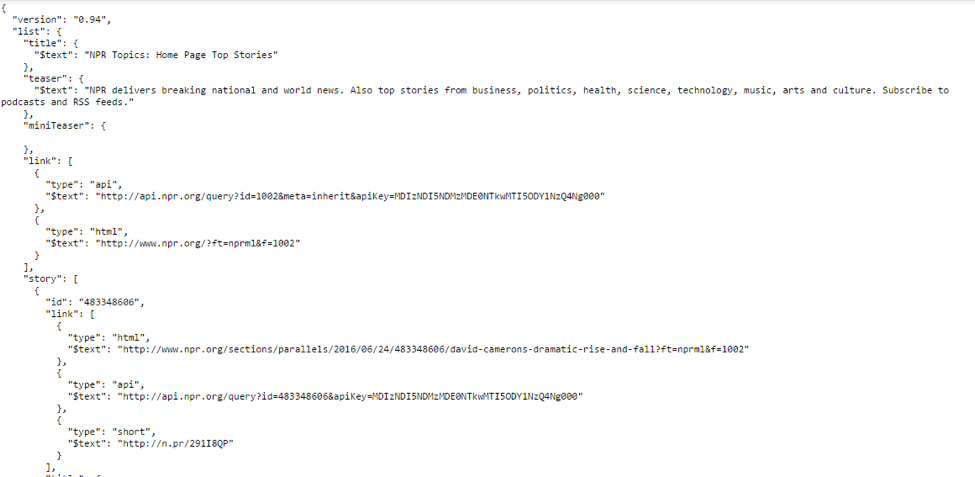 {
"version": "0.94",
"list": {
"title": {
"$text": "NPR Topics: Home Page Top Stories"
},
"teaser": {
"$text": "NPR delivers breaking national and world news. Also top stories from business, politics, health, science, technology, music, arts and culture. Subscribe to
podcasts and RSS feeds."
},
"miniTeaser": {
},
"link": [
{
"type": "api",
"$text": "http://api.npr.org/query?id=1002&meta=inherit&apiKey=MDIzNDI5NDMzMDE0NTkwMTI5ODY1NzQ4Ng000"
},
{
"type": "html",
"$text": "http://www.npr.org/?ft=nprml&f=1002"
}
],
"story": [
{
"id": "483348606",
"link": [
{
"type": "html",
"$text": "http://www.npr.org/sections/parallels/2016/06/24/483348606/david-camerons-dramatic-rise-and-fall?ft=nprml&f=1002"
},
{
"type": "api",
"$text": "http://api.npr.org/query?id=483348606&apiKey=MDIzNDI5NDMzMDE0NTkwMTI5ODY1NzQ4Ng000"
},
{
"type": "short",
"$text": "http://n.pr/291I8QP"
}
],